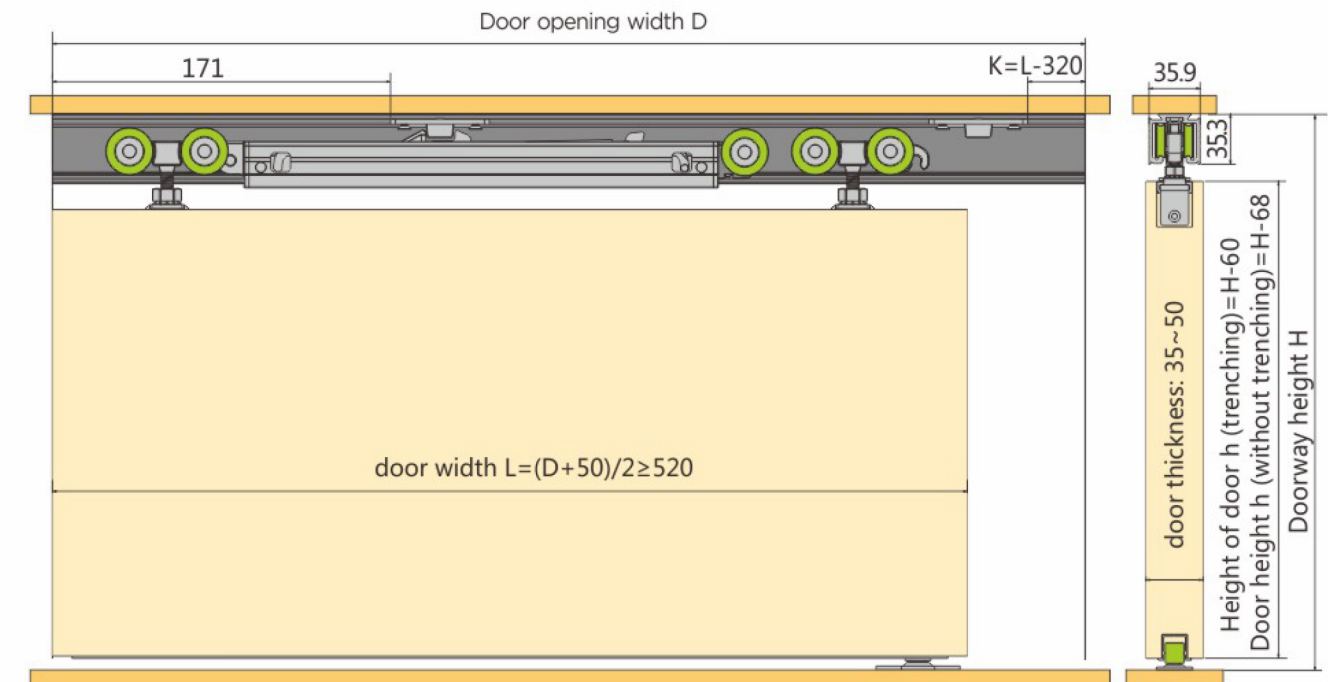 Door opening width D
171
K=L-320
35.9
35.3
door width L=(D+50)/2≥520
door thickness: 35~50
Height of door h (trenching)=H-60
Door height h (without trenching)=H-68
Doorway height H